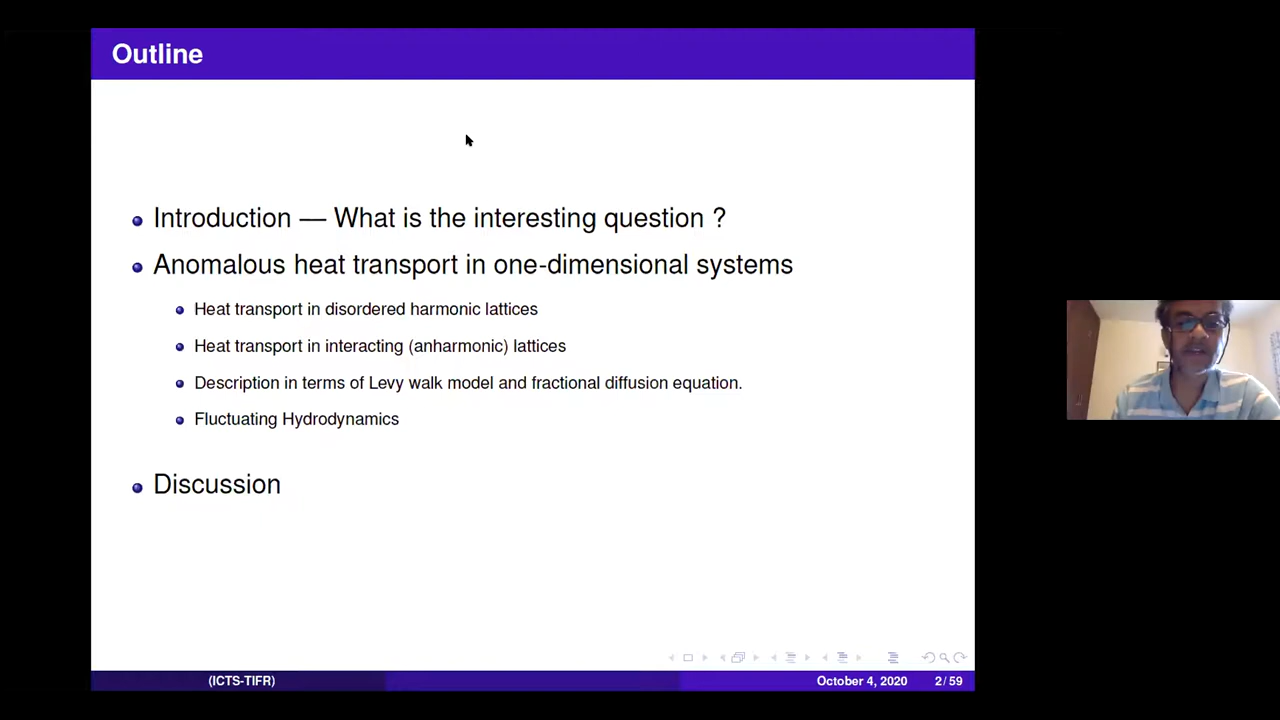 Outline
Introduction — What is the interesting question ?
Anomalous heat transport in one-dimensional systems
Heat transport in disordered harmonic lattices
Heat transport in interacting (anharmonic) lattices
Description in terms of Levy walk model and fractional diffusion equation.
Fluctuating Hydrodynamics
Discussion
(ICTS-TIFR) October 4, 2020 2 / 59